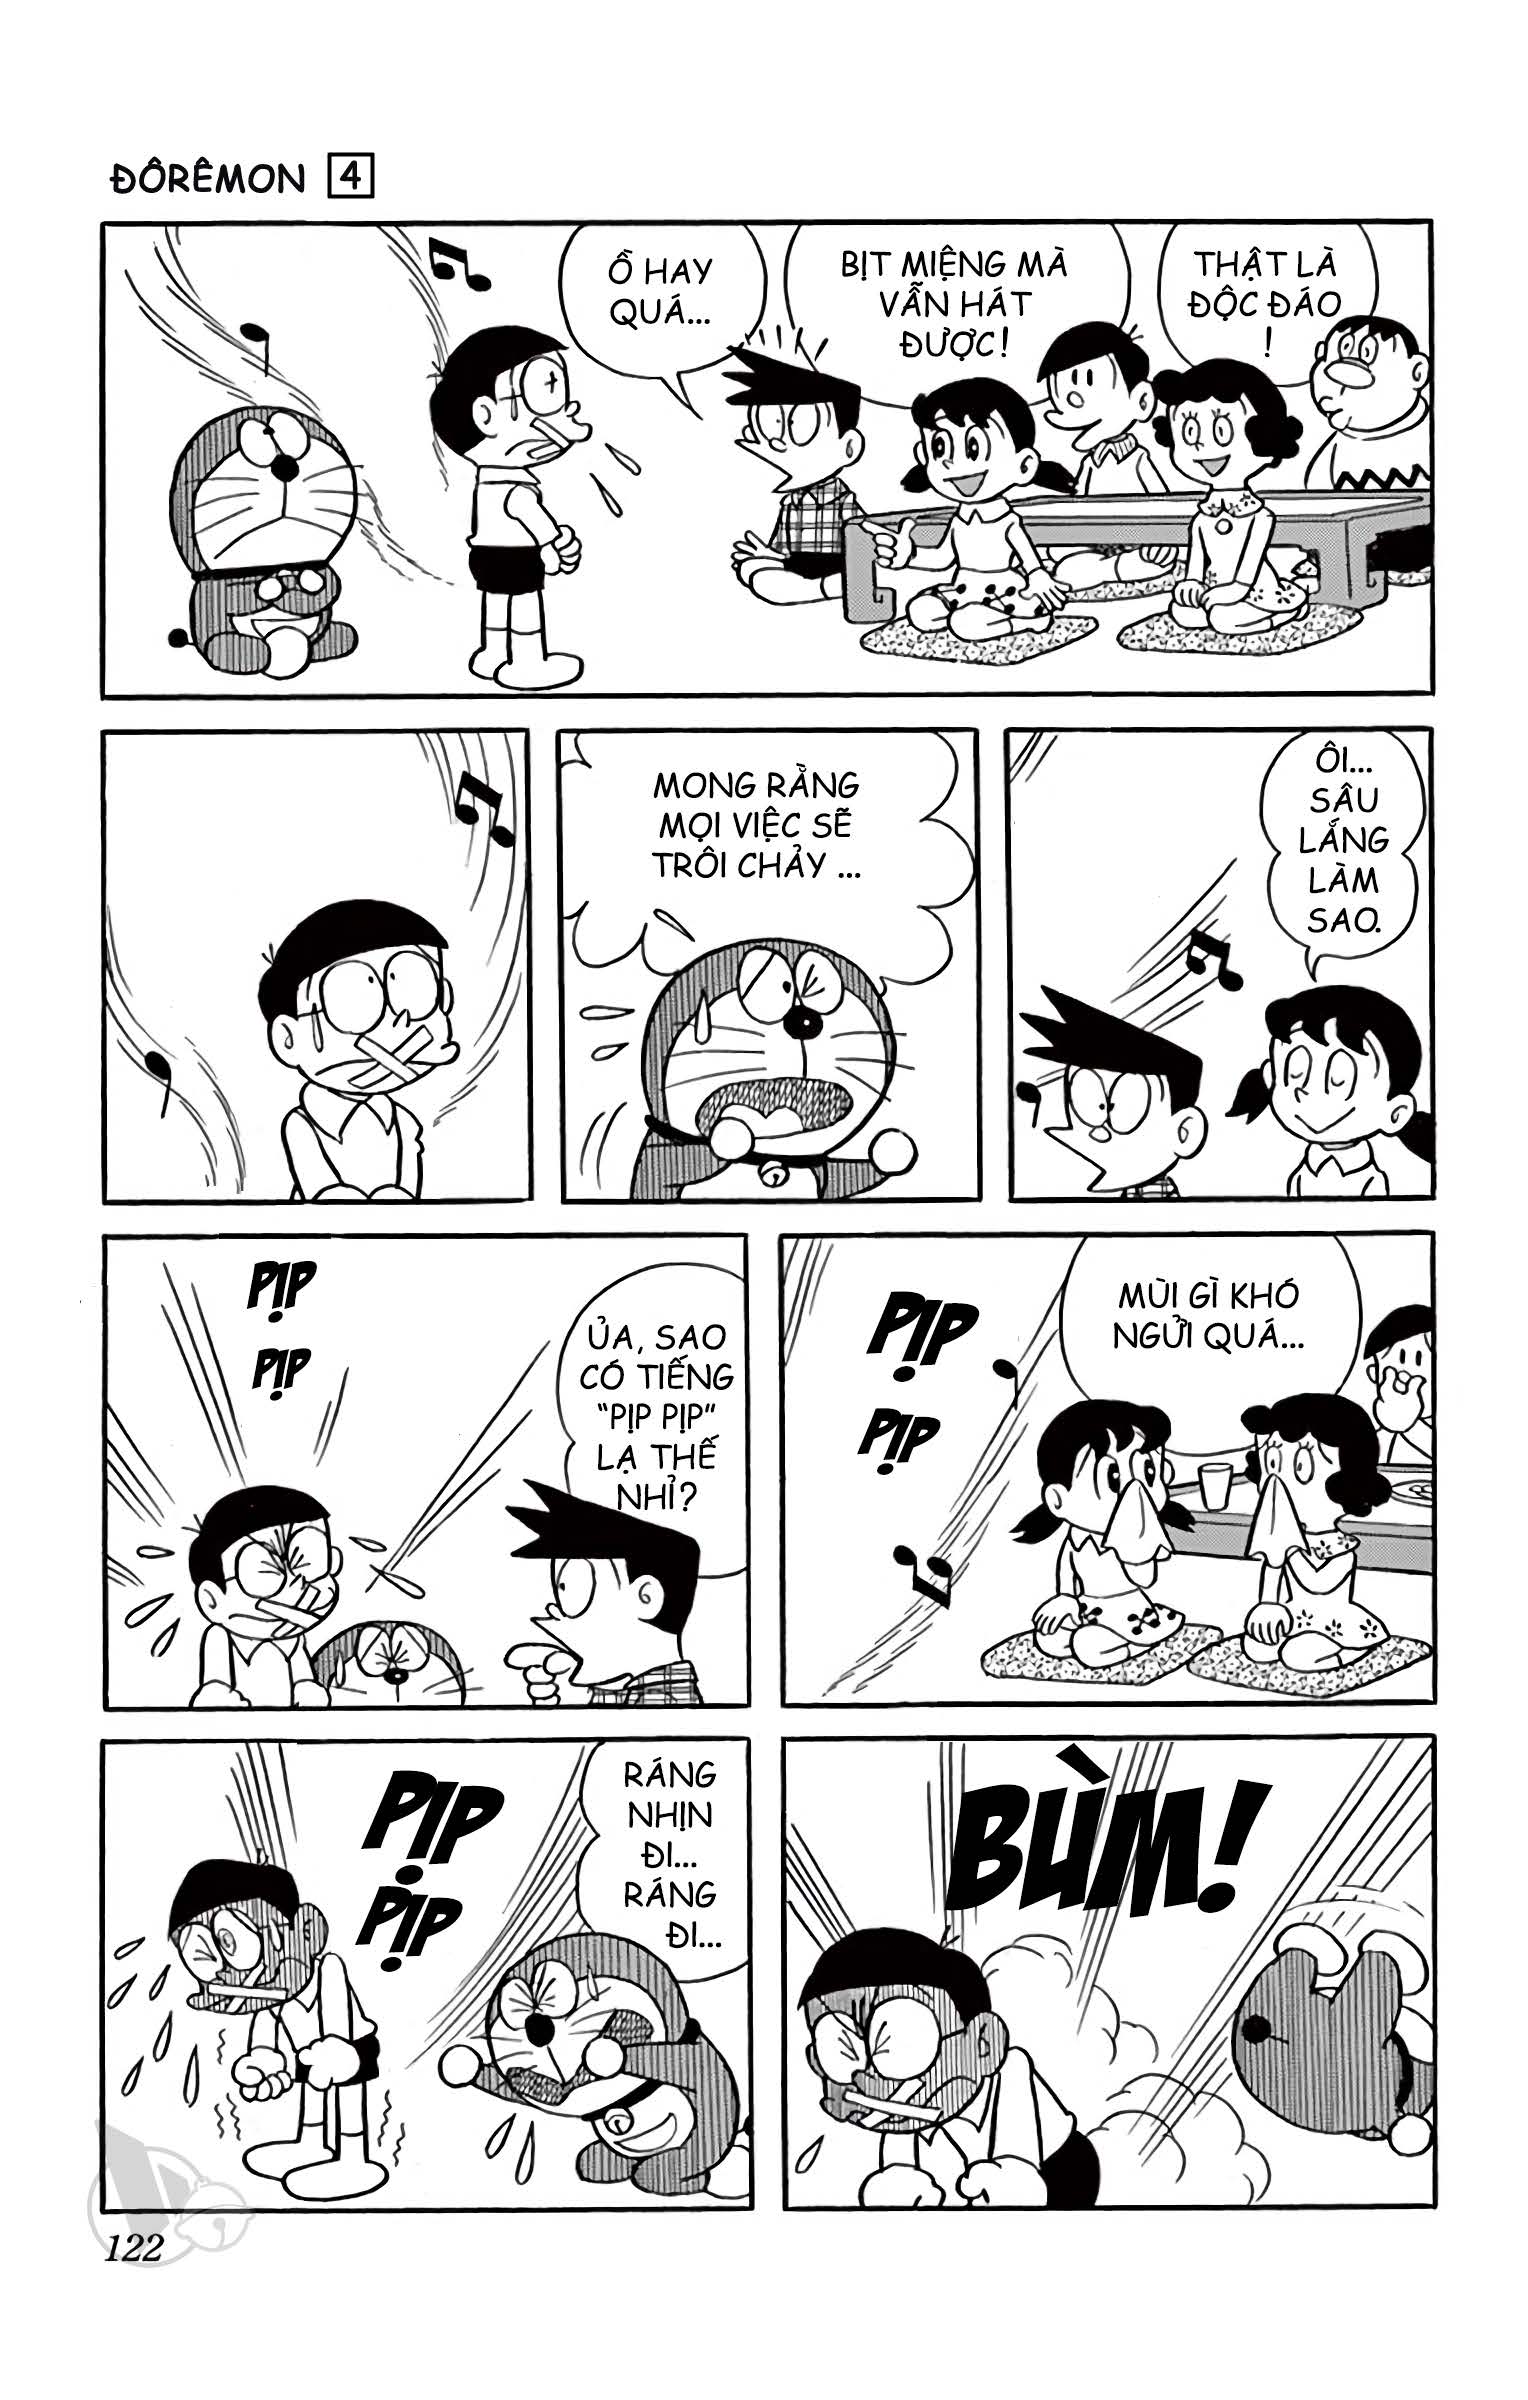 ĐÔRÊMON 4
Ồ HAY
QUÁ...
BỊT MIỆNG MÀ
VẪN HÁT
ĐƯỢC!
THẬT LÀ
ĐỘC ĐÁO
!
MONG RẰNG
MỌI VIỆC SẼ
TRÔI CHẢY ...
ÔI...
SÂU
LẮNG
LÀM
SAO.
PỊP
PỊP
ỦA, SAO
CÓ TIẾNG
“PỊP PỊP”
LẠ THẾ
NHỈ?
PỊP
PỊP
MÙI GÌ KHÓ
NGỬI QUÁ...
PỊP
PỊP
RÁNG
NHỊN
ĐI...
RÁNG
ĐI...
BÙM!
122